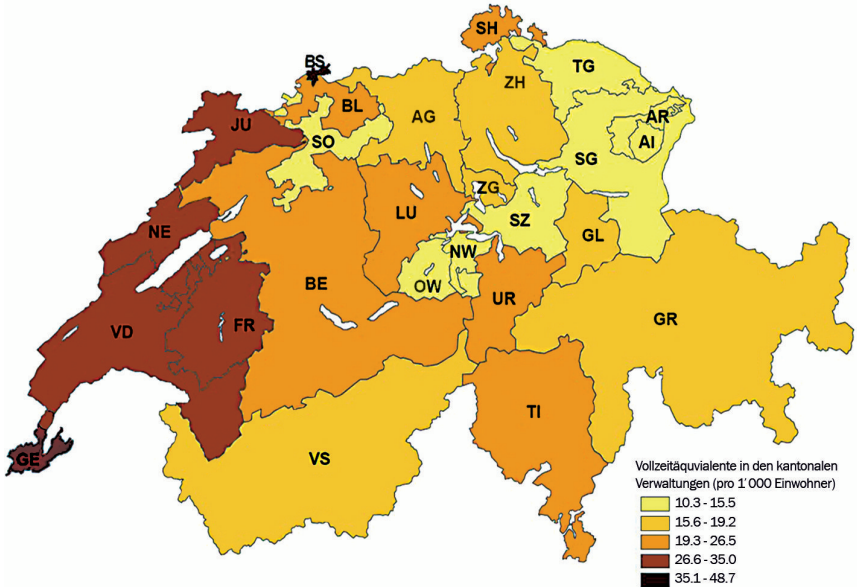 SH
BS
TG
ZH
BL
JU
AG
AR
SO
AI
SG
ZG
LU
SZ
NE
GL
NW
BE
OW
UR
FR
VD
GR
TI
GE
VS
Vollzeitäquvialente in den kantonalen
Verwaltungen (pro 1'000 Einwohner)
10.3 - 15.5
15.6 - 19.2
19.3 - 26.5
26.6 - 35.0
35.1 - 48.7